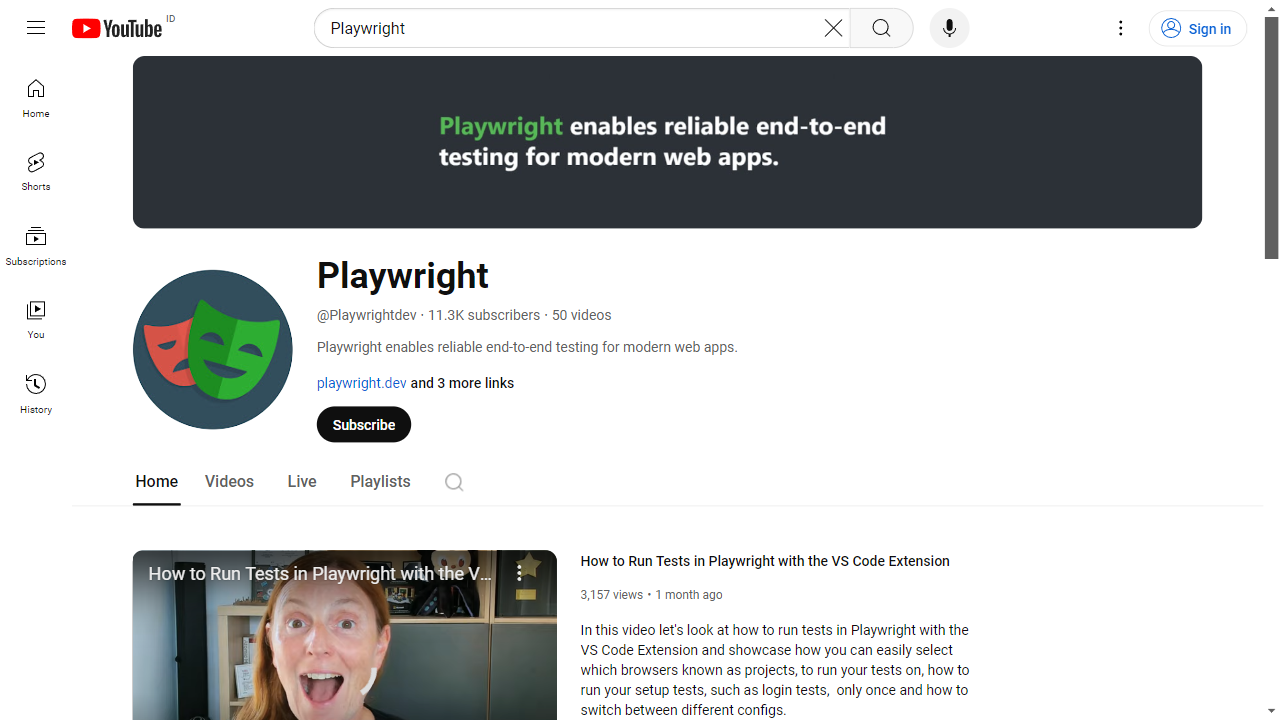 YouTube ID
Playwright
Sign in
Home
Shorts
Subscriptions
You
History
Playwright enables reliable end-to-end
testing for modern web apps.
Playwright
@Playwrightdev · 11.3K subscribers · 50 videos
Playwright enables reliable end-to-end testing for modern web apps.
playwright.dev and 3 more links
Subscribe
Home Videos Live Playlists
How to Run Tests in Playwright with the V...
How to Run Tests in Playwright with the VS Code Extension
3,157 views • 1 month ago
In this video let's look at how to run tests in Playwright with the
VS Code Extension and showcase how you can easily select
which browsers known as projects, to run your tests on, how to
run your setup tests, such as login tests,  only once and how to
switch between different configs.